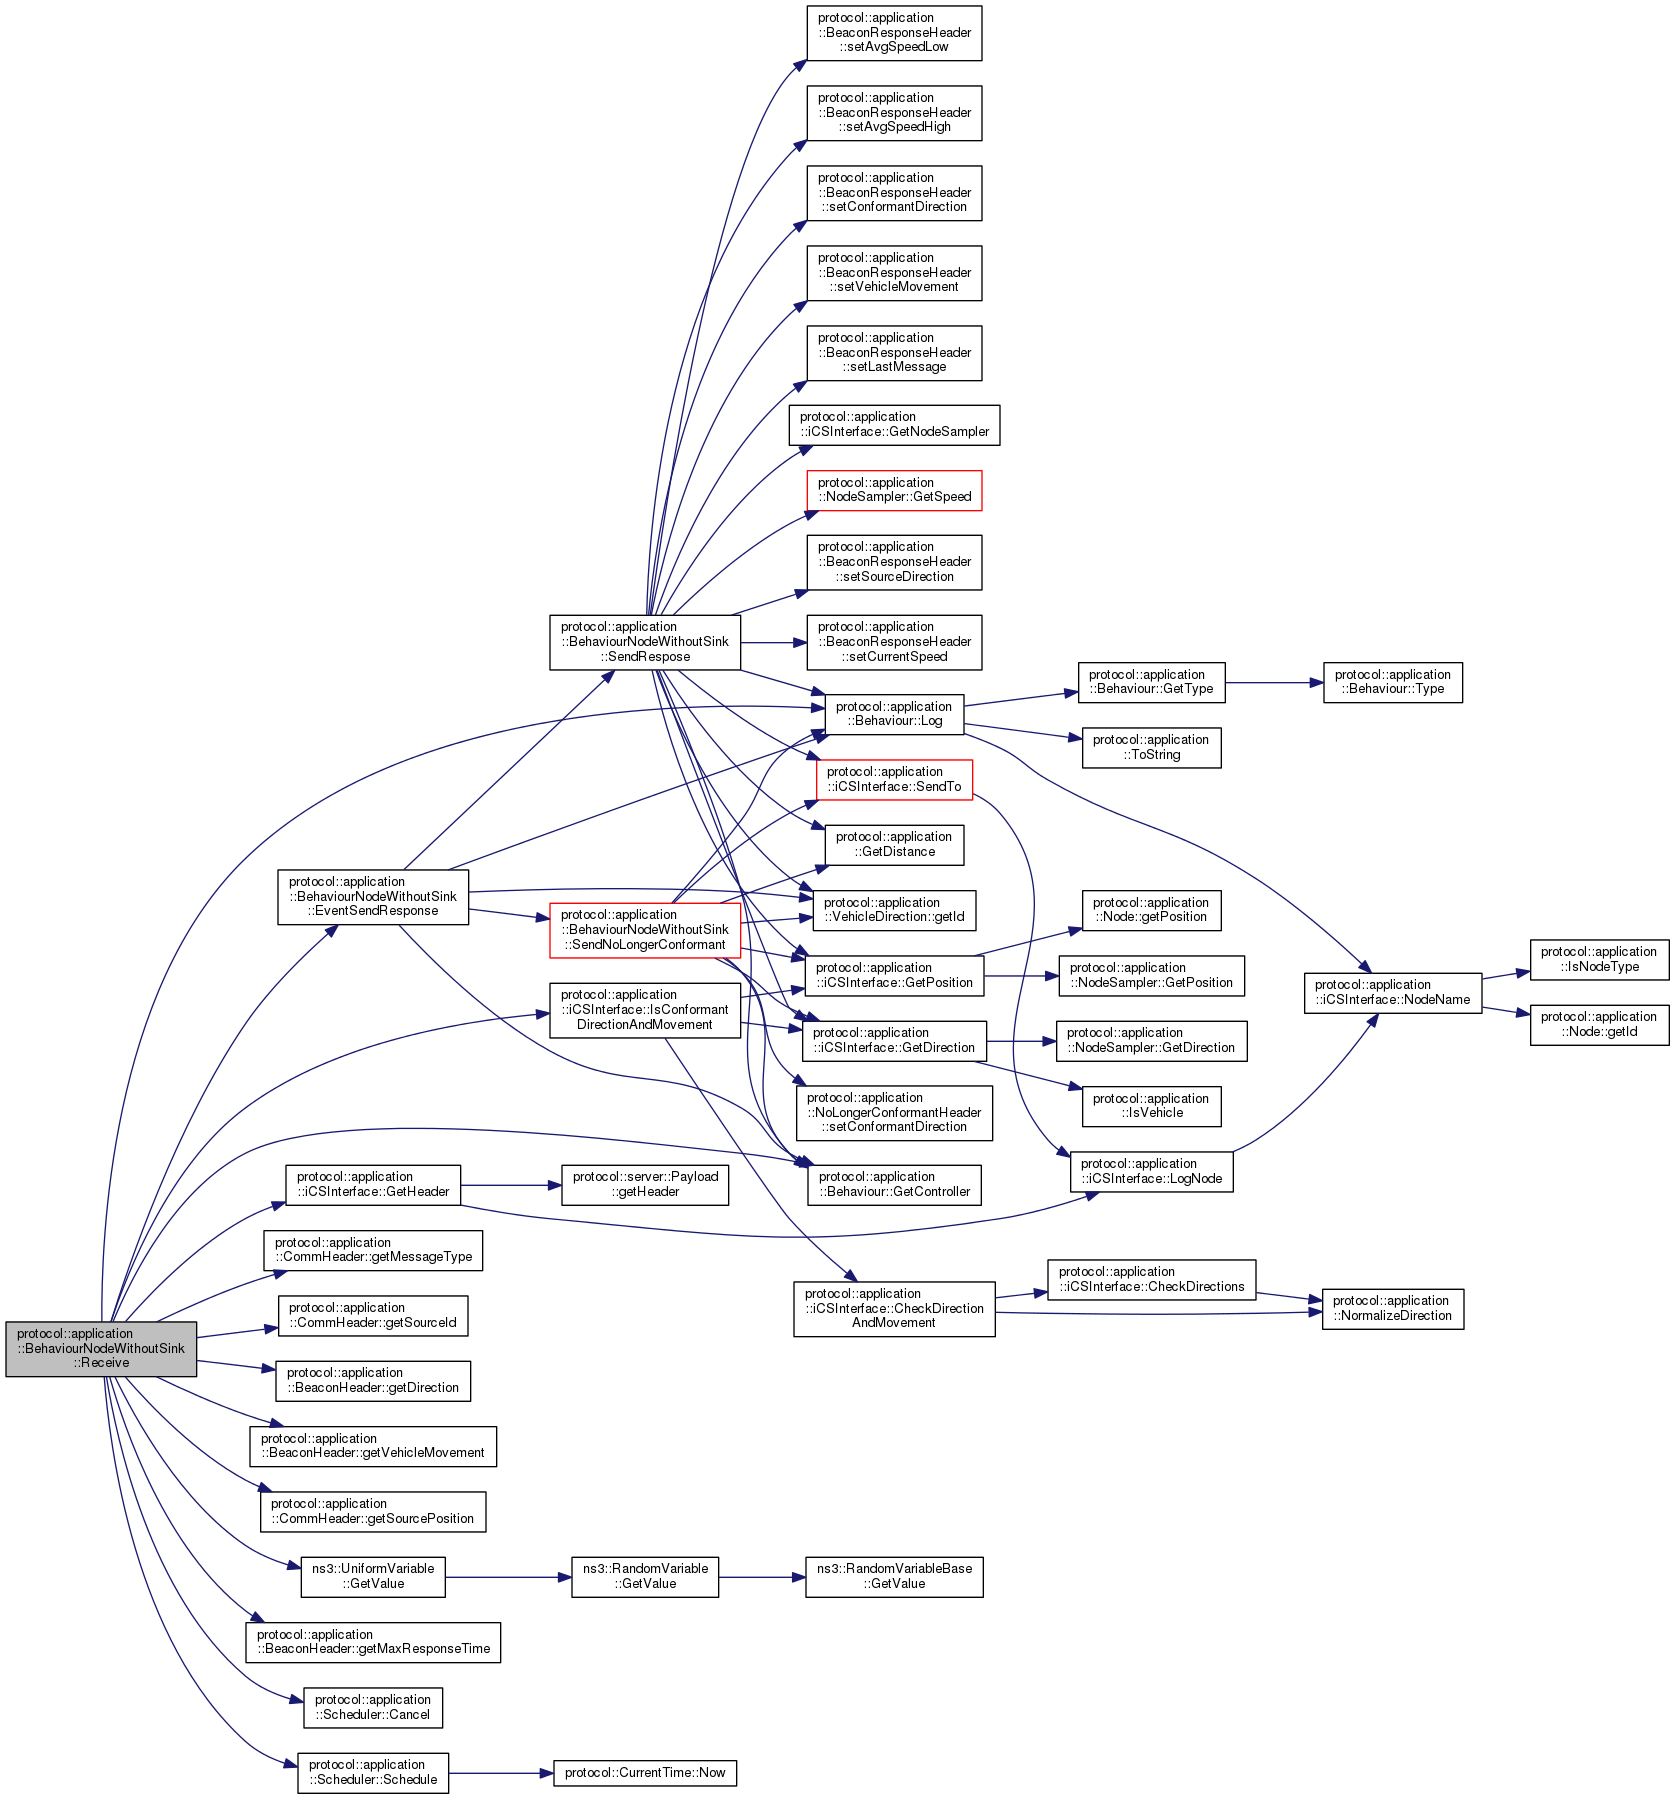 protocol::application
::BeaconResponseHeader
::setAvgSpeedLow
protocol::application
::BeaconResponseHeader
::setAvgSpeedHigh
protocol::application
::BeaconResponseHeader
::setConformantDirection
protocol::application
::BeaconResponseHeader
::setVehicleMovement
protocol::application
::BeaconResponseHeader
::setLastMessage
protocol::application
::iCSInterface::GetNodeSampler
protocol::application
::NodeSampler::GetSpeed
protocol::application
::BeaconResponseHeader
::setSourceDirection
protocol::application
::BehaviourNodeWithoutSink
::SendRespose
protocol::application
::BeaconResponseHeader
::setCurrentSpeed
protocol::application
::Behaviour::Log
protocol::application
::Behaviour::GetType
protocol::application
::Behaviour::Type
protocol::application
::ToString
protocol::application
::iCSInterface::SendTo
protocol::application
::GetDistance
protocol::application
::BehaviourNodeWithoutSink
::EventSendResponse
protocol::application
::BehaviourNodeWithoutSink
::SendNoLongerConformant
protocol::application
::VehicleDirection::getId
protocol::application
::Node::getPosition
protocol::application
::iCSInterface::GetPosition
protocol::application
::NodeSampler::GetPosition
protocol::application
::iCSInterface::NodeName
protocol::application
::IsNodeType
protocol::application
::Node::getId
protocol::application
::iCSInterface::IsConformant
DirectionAndMovement
protocol::application
::iCSInterface::GetDirection
protocol::application
::NodeSampler::GetDirection
protocol::application
::IsVehicle
protocol::application
::NoLongerConformantHeader
::setConformantDirection
protocol::application
::iCSInterface::GetHeader
protocol::server::Payload
::getHeader
protocol::application
::Behaviour::GetController
protocol::application
::iCSInterface::LogNode
protocol::application
::CommHeader::getMessageType
protocol::application
::CommHeader::getSourceId
protocol::application
::iCSInterface::CheckDirection
AndMovement
protocol::application
::iCSInterface::CheckDirections
protocol::application
::NormalizeDirection
protocol::application
::BehaviourNodeWithoutSink
::Receive
protocol::application
::BeaconHeader::getDirection
protocol::application
::BeaconHeader::getVehicleMovement
protocol::application
::CommHeader::getSourcePosition
ns3::UniformVariable
::GetValue
ns3::RandomVariable
::GetValue
ns3::RandomVariableBase
::GetValue
protocol::application
::BeaconHeader::getMaxResponseTime
protocol::application
::Scheduler::Cancel
protocol::application
::Scheduler::Schedule
protocol::CurrentTime::Now